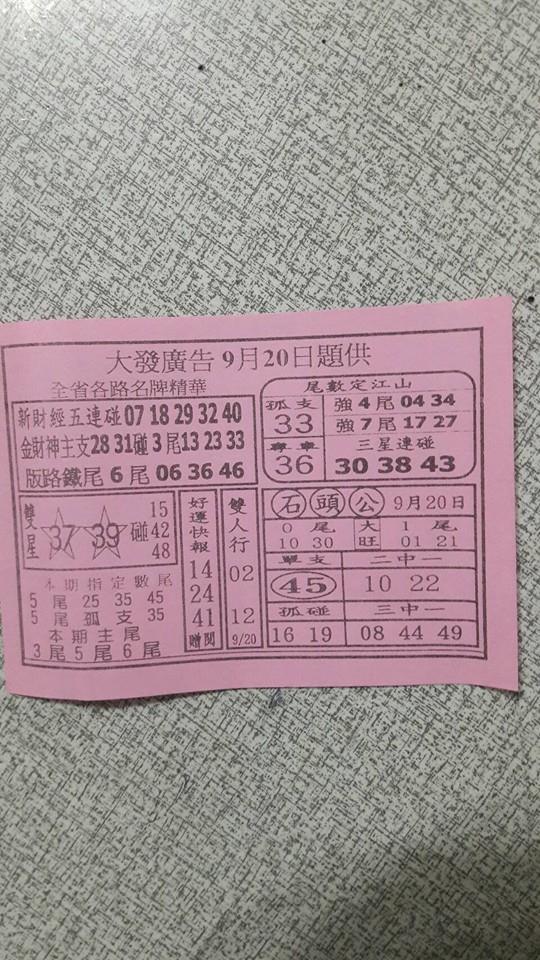 大發廣告9月20日題供
全省各路名牌精華
新財經五連碰 07 18 29 32 40
金財神主支 28 31 碰 3 尾 13 23 33
版路鐵尾 6 尾 06 36 46
尾數定江山
孤支 33
強 4 尾 04 34
強 7 尾 17 27
專車 36
三星連碰
30 38 43
雙星 37 39 碰 15 42 48
本期指定數尾
5 尾 25 35 45
5 尾 孤 支 35
本期主尾
3尾5尾6尾
好運快報
14
24
41
贈閱
雙人行
02
12
9/20
石頭公 9月20日
0 尾 大旺 1 尾
10 30 01 21
單支 二中一
45 10 22
孤碰 三中一
16 19 08 44 49